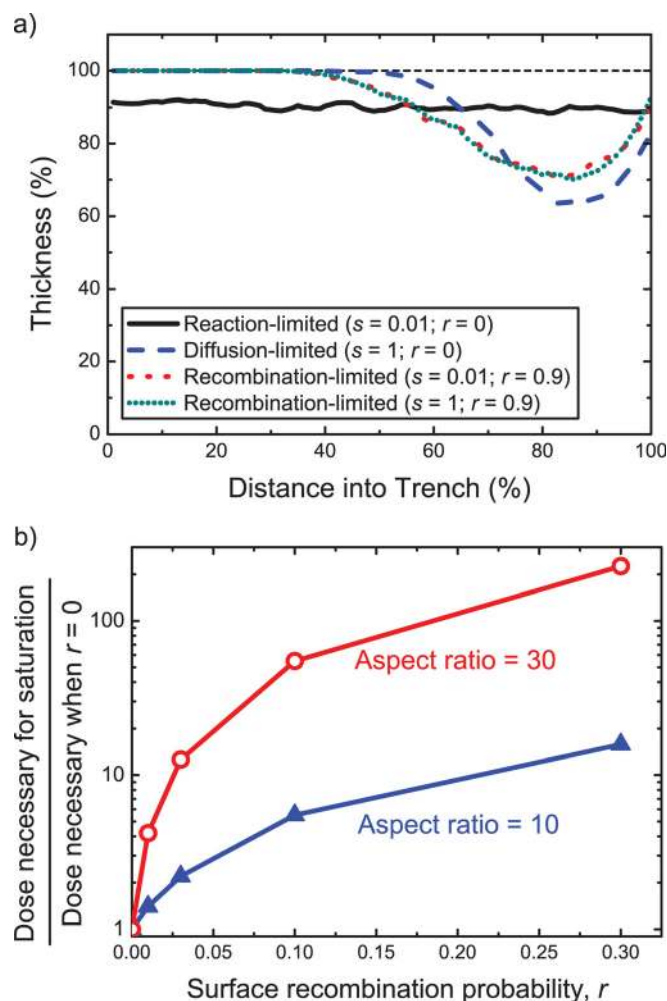 a)
Thickness (%)
100
80
60
40
20
0
Reaction-limited (s = 0.01; r = 0)
Diffusion-limited (s = 1; r = 0)
Recombination-limited (s = 0.01; r = 0.9)
Recombination-limited (s = 1; r = 0.9)
0 20 40 60 80 100
Distance into Trench (%)
b)
Dose necessary for saturation
Dose necessary when r = 0
100
10
1
Aspect ratio = 30
Aspect ratio = 10
0.00 0.05 0.10 0.15 0.20 0.25 0.30
Surface recombination probability, r